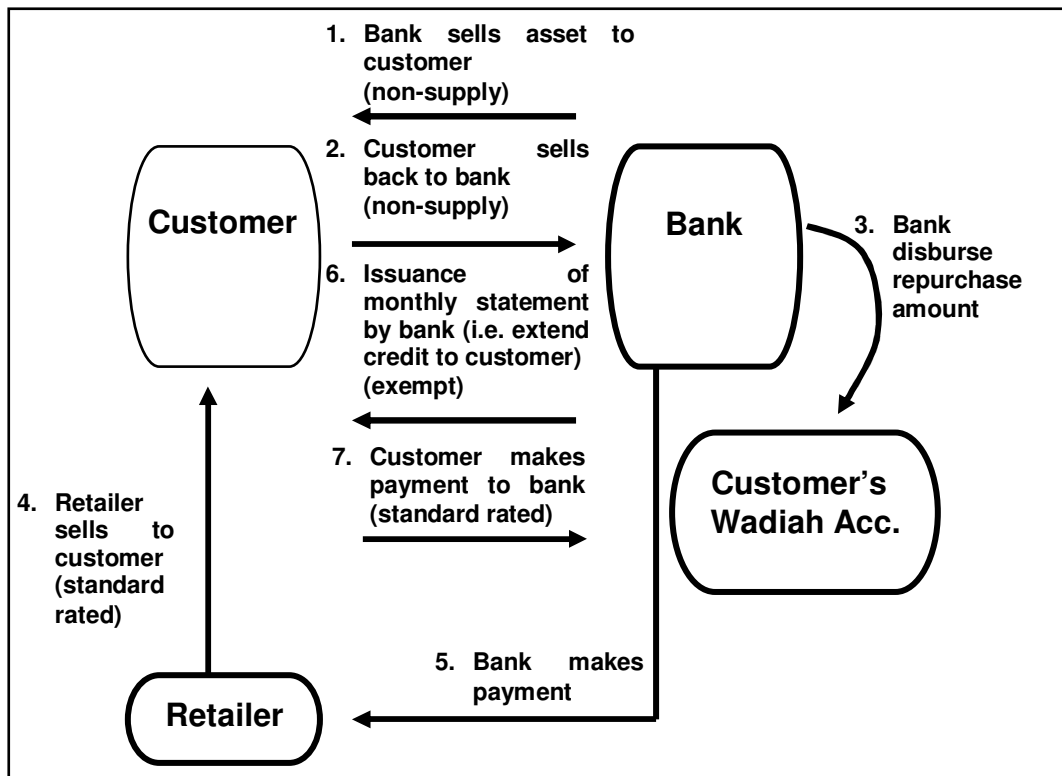 1. Bank sells asset to
customer
(non-supply)
2. Customer sells
back to bank
(non-supply)
Customer
Bank
3. Bank
disburse
repurchase
amount
6. Issuance of
monthly statement
by bank (i.e. extend
credit to customer)
(exempt)
7. Customer makes
payment to bank
(standard rated)
Customer's
Wadiah Acc.
4. Retailer
sells to
customer
(standard
rated)
5. Bank makes
payment
Retailer